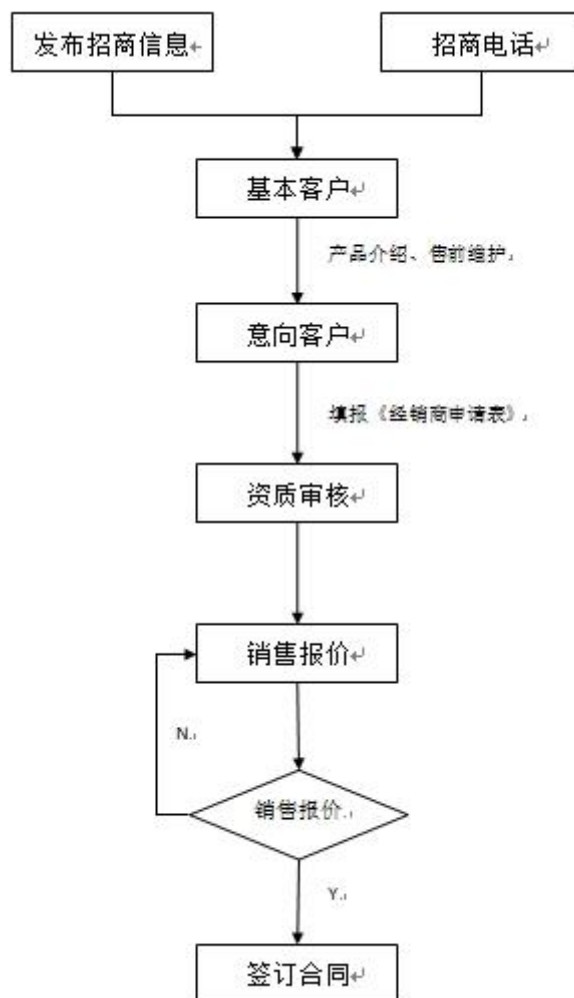 发布招商信息
招商电话
基本客户
产品介绍、售前维护
意向客户
填报《经销商申请表》
资质审核
销售报价
N
销售报价
Y
签订合同